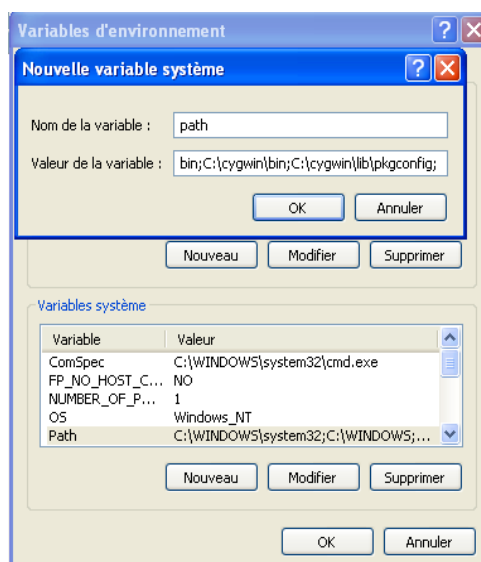 Variables d'environnement
Nouvelle variable système
Nom de la variable : path
Valeur de la variable : bin;C:\cygwin\bin;C:\cygwin\lib\pkgconfig;
OK Annuler
Nouveau Modifier Supprimer
Variables système
Variable Valeur
ComSpec C:\WINDOWS\system32\cmd.exe
FP_NO_HOST_C... NO
NUMBER_OF_P... 1
OS Windows_NT
Path C:\WINDOWS\system32;C:\WINDOWS;...
Nouveau Modifier Supprimer
OK Annuler